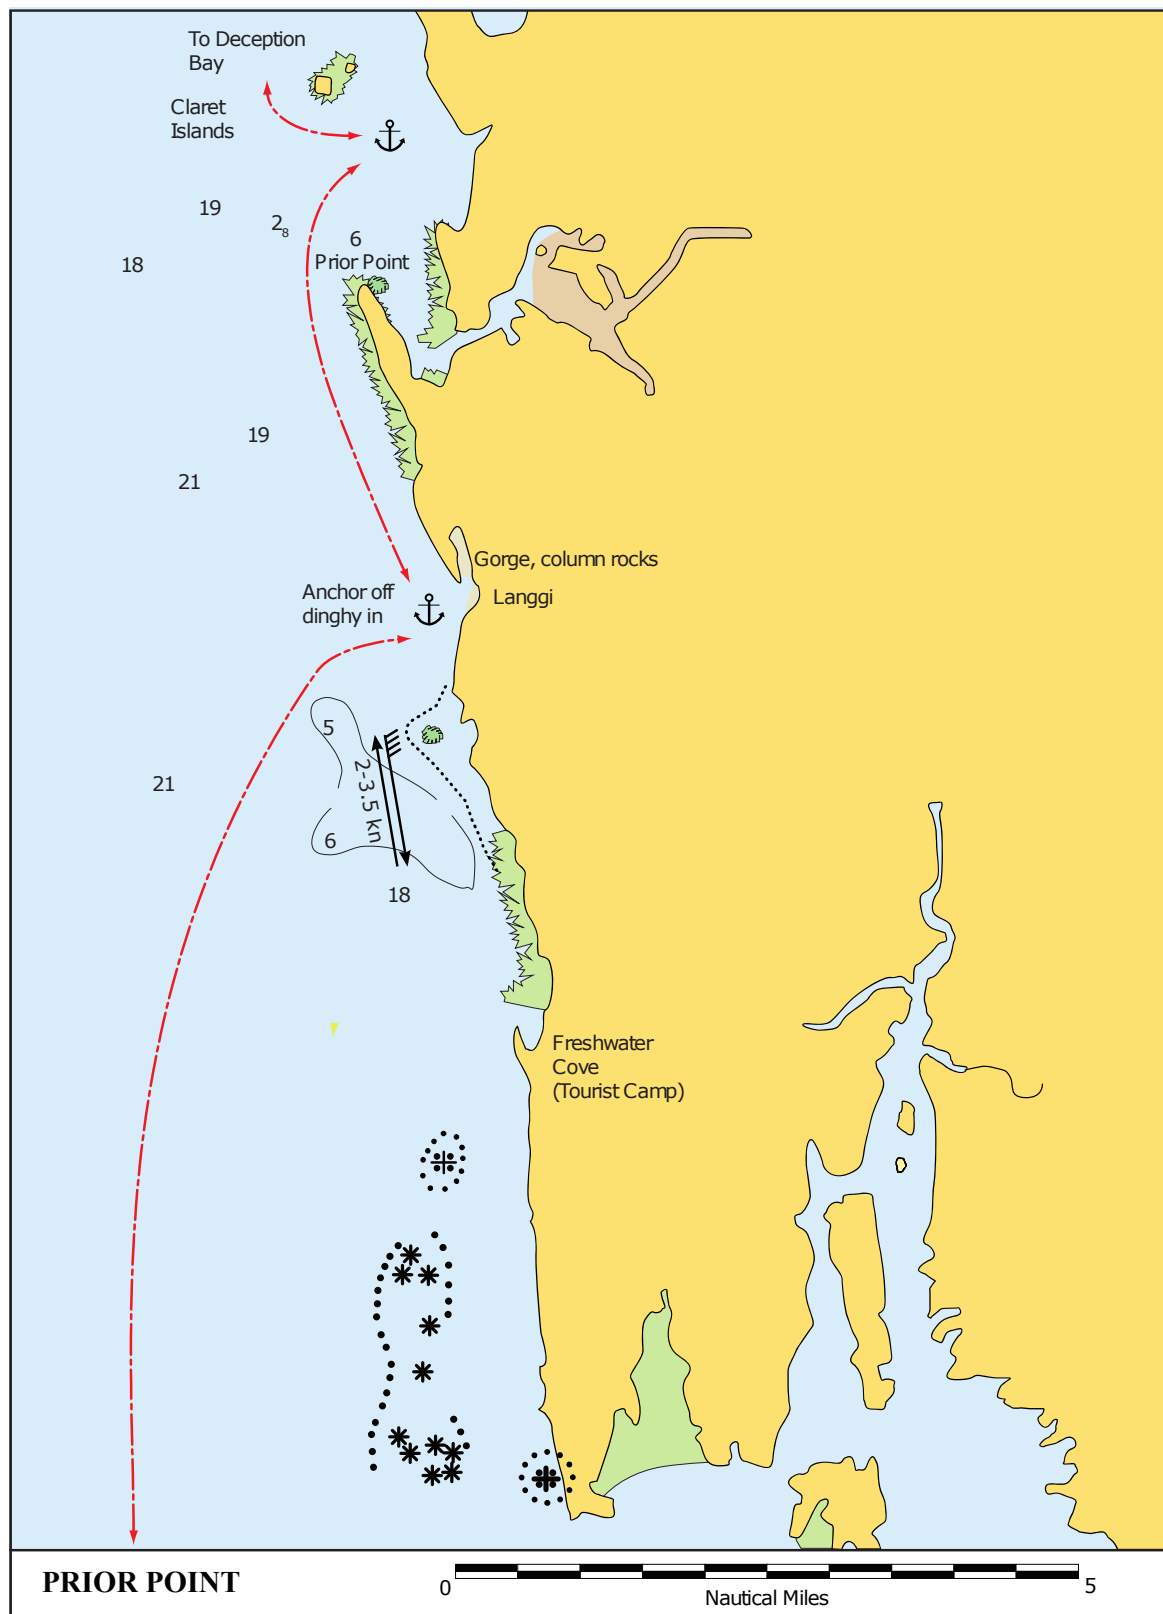 To Deception
Bay
Claret
Islands
19
2₈
6
18
Prior Point
19
21
Gorge, column rocks
Anchor off
dinghy in
Langgi
5
2-3.5 kn
21
6
18
Freshwater
Cove
(Tourist Camp)
PRIOR POINT
0
5
Nautical Miles